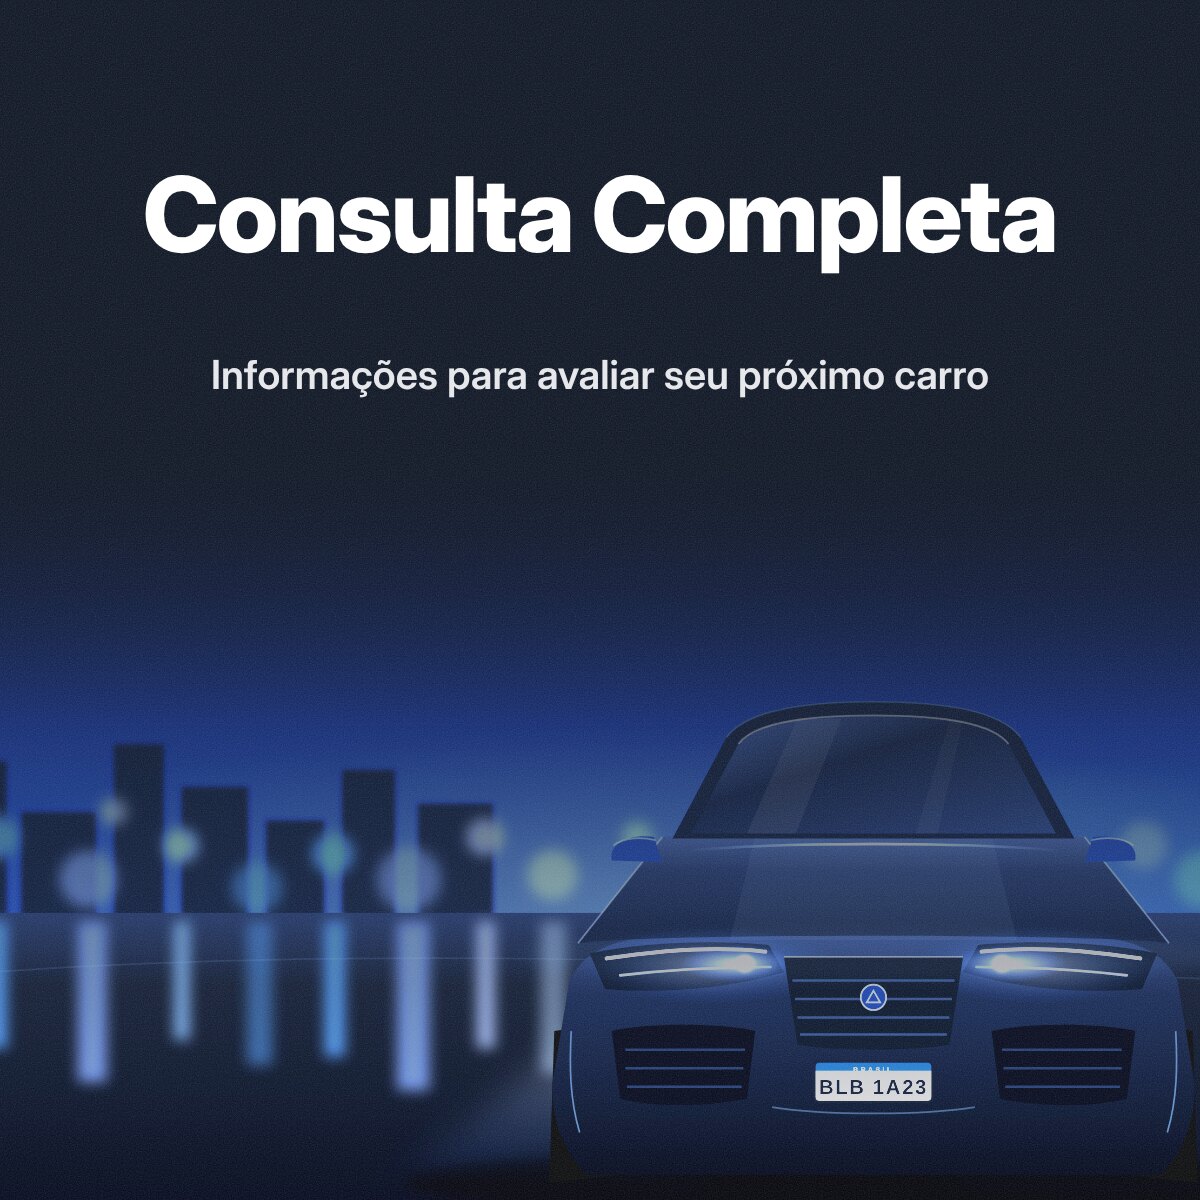 Consulta Completa
Informações para avaliar seu próximo carro
BRASIL
BLB 1A23